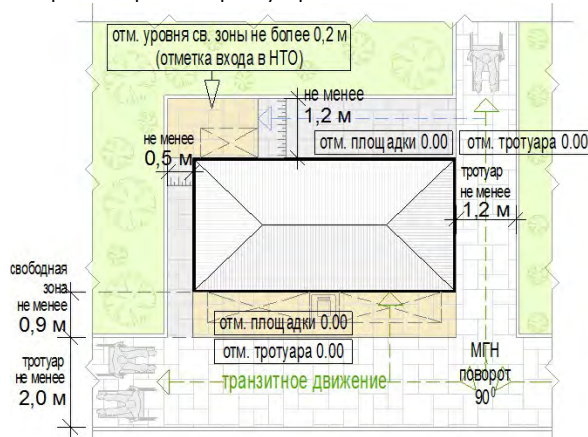 отм. уровня св. зоны не более 0,2 м
(отметка входа в НТО)
не менее
1,2 м
не менее
0,5 м
отм. площадки 0.00
отм. тротуара 0.00
тротуар
не менее
1,2 м
свободная
зона
не менее
0,9 м
отм. площадки 0.00
отм. тротуара 0.00
тротуар
не менее
2,0 м
транзитное движение
МГН
поворот
90⁰